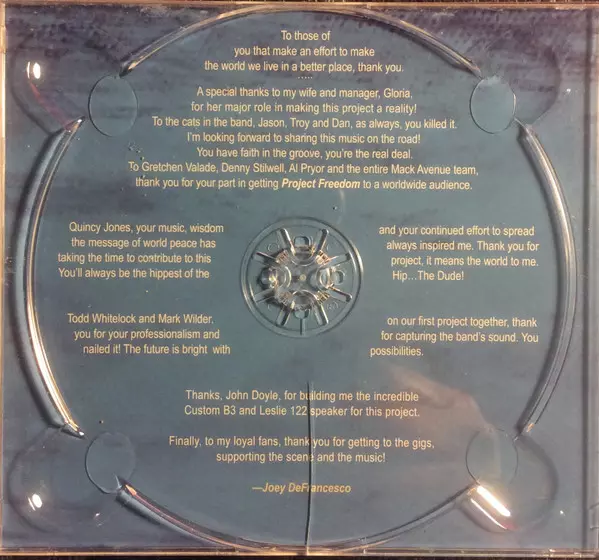 To those of
you that make an effort to make
the world we live in a better place, thank you.
.....
A special thanks to my wife and manager, Gloria,
for her major role in making this project a reality!
To the cats in the band, Jason, Troy and Dan, as always, you killed it.
I'm looking forward to sharing this music on the road!
You have faith in the groove, you're the real deal.
To Gretchen Valade, Denny Stilwell, Al Pryor and the entire Mack Avenue team,
thank you for your part in getting Project Freedom to a worldwide audience.
Quincy Jones, your music, wisdom and your continued effort to spread
the message of world peace has always inspired me. Thank you for
taking the time to contribute to this project, it means the world to me.
You'll always be the hippest of the Hip...The Dude!
Todd Whitelock and Mark Wilder, on our first project together, thank
you for your professionalism and for capturing the band's sound. You
nailed it! The future is bright with possibilities.
Thanks, John Doyle, for building me the incredible
Custom B3 and Leslie 122 speaker for this project.
Finally, to my loyal fans, thank you for getting to the gigs,
supporting the scene and the music!
—Joey DeFrancesco